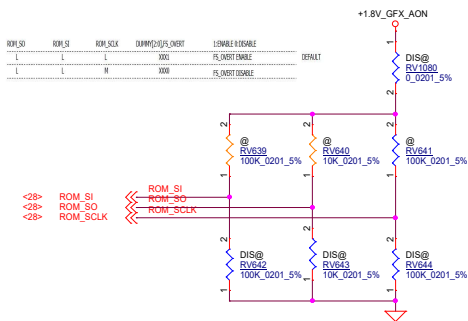 +1.8V_GFX_AON
ROM_SO ROM_SI ROM_SCLK DUMMY[2:0],FS_OVERT 1:ENABLE 0:DISABLE
L L L XXX1 FS_OVERT ENABLE DEFAULT
L L M XXX0 FS_OVERT DISABLE
1
DIS@
RV1080
0_0201_5%
2
2 2 2
@ @
RV639 RV640 RV641
100K_0201_5% 100K_0201_5% 100K_0201_5%
1 1 1
<28> ROM_SI ROM_SI
<28> ROM_SO ROM_SO
<28> ROM_SCLK ROM_SCLK
2 2 2
DIS@ DIS@ DIS@
RV642 RV643 RV644
10K_0201_5% 10K_0201_5% 100K_0201_5%
1 1 1